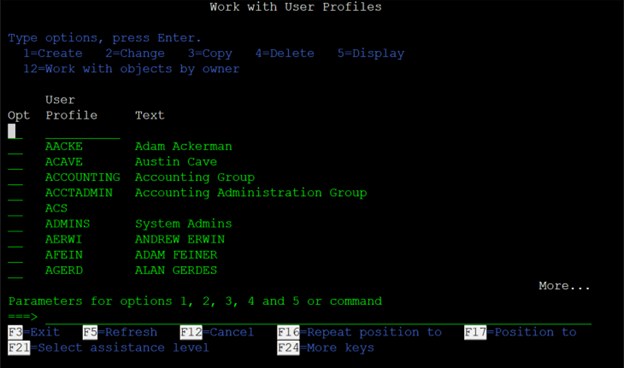 Work with User Profiles
Type options, press Enter.
1=Create 2=Change 3=Copy 4=Delete 5=Display
12=Work with objects by owner
User
Opt Profile Text
AACKE Adam Ackerman
ACAVE Austin Cave
ACCOUNTING Accounting Group
ACCTADMIN Accounting Administration Group
ACS
ADMINS System Admins
AERWI ANDREW ERWIN
AFEIN ADAM FEINER
AGERD ALAN GERDES
More...
Parameters for options 1, 2, 3, 4 and 5 or command
===>
F3=Exit F5=Refresh F12=Cancel F16=Repeat position to F17=Position to
F21=Select assistance level F24=More keys